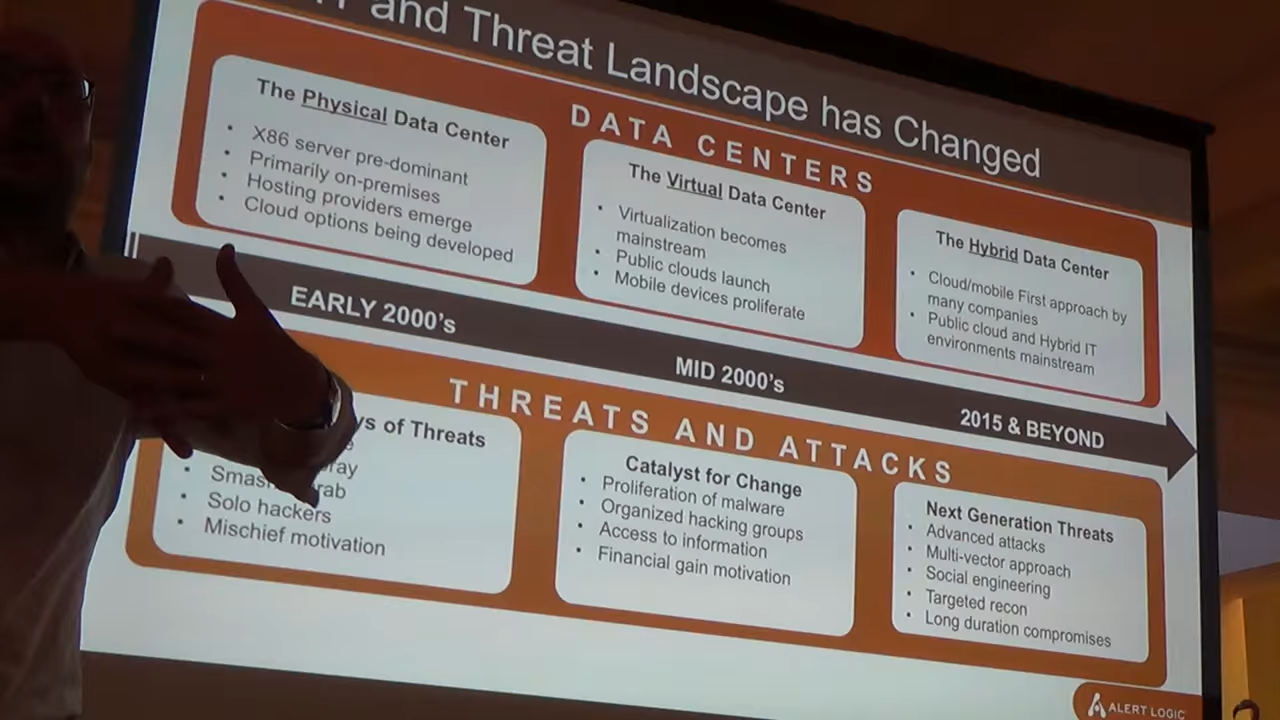 and Threat Landscape has Changed
DATA CENTERS
The Physical Data Center
• X86 server pre-dominant
• Primarily on-premises
• Hosting providers emerge
• Cloud options being developed
The Virtual Data Center
• Virtualization becomes
mainstream
• Public clouds launch
• Mobile devices proliferate
The Hybrid Data Center
• Cloud/mobile First approach by
many companies
• Public cloud and Hybrid IT
environments mainstream
EARLY 2000's
MID 2000's
2015 & BEYOND
THREATS AND ATTACKS
of Threats
• Solo hackers
• Mischief motivation
Catalyst for Change
• Proliferation of malware
• Organized hacking groups
• Access to information
• Financial gain motivation
Next Generation Threats
• Advanced attacks
• Multi-vector approach
• Social engineering
• Targeted recon
• Long duration compromises
ALERT LOGIC